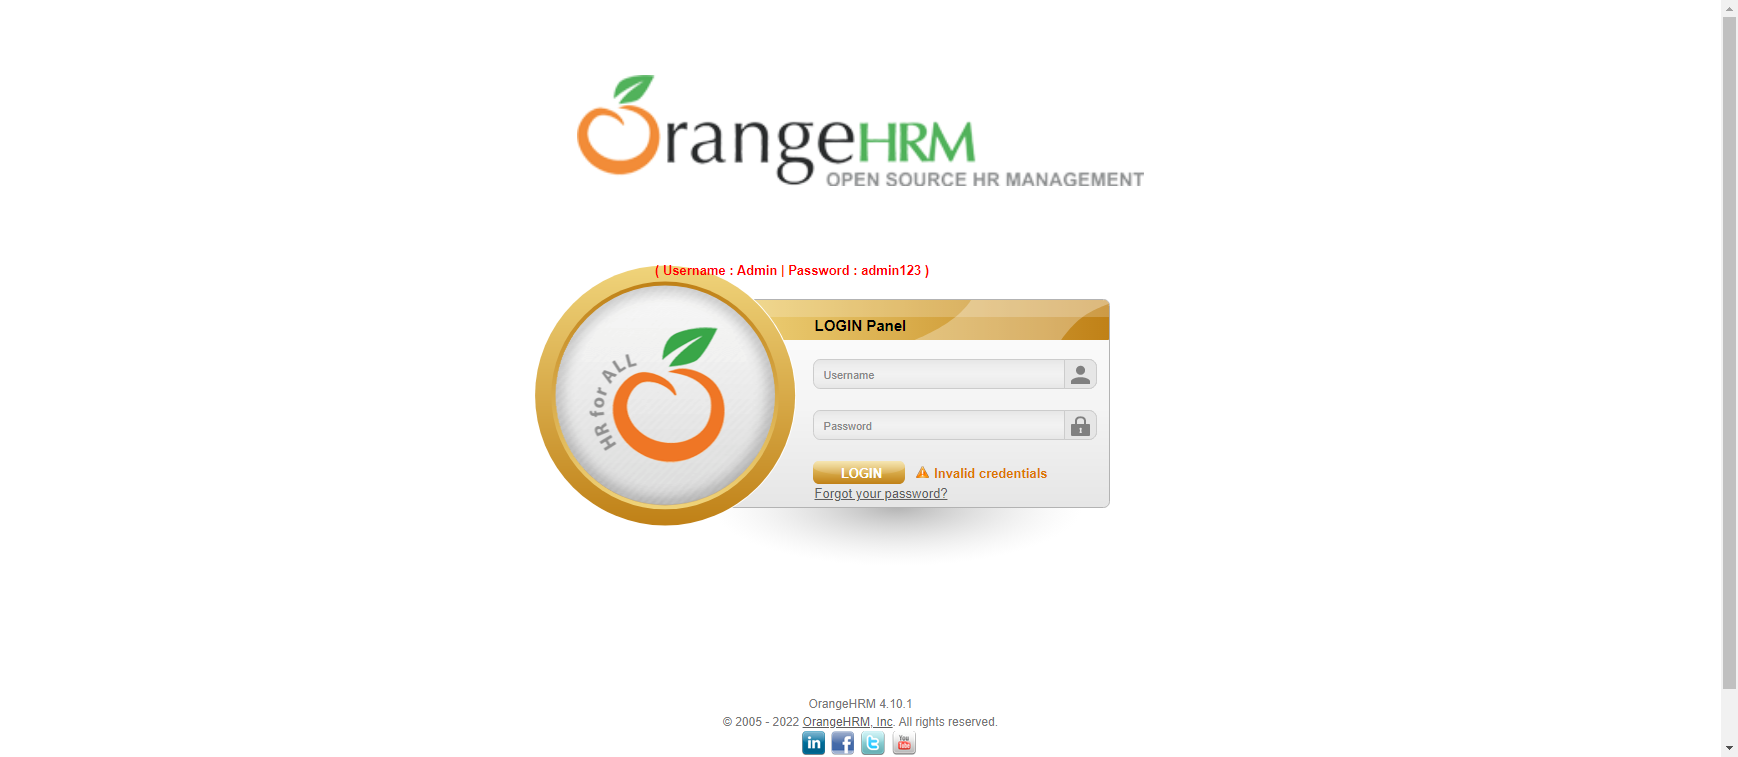 OrangeHRM
OPEN SOURCE HR MANAGEMENT
( Username : Admin | Password : admin123 )
HR for ALL
LOGIN Panel
Username
Password
LOGIN
Invalid credentials
Forgot your password?
OrangeHRM 4.10.1
© 2005 - 2022 OrangeHRM, Inc. All rights reserved.
in f t You Tube